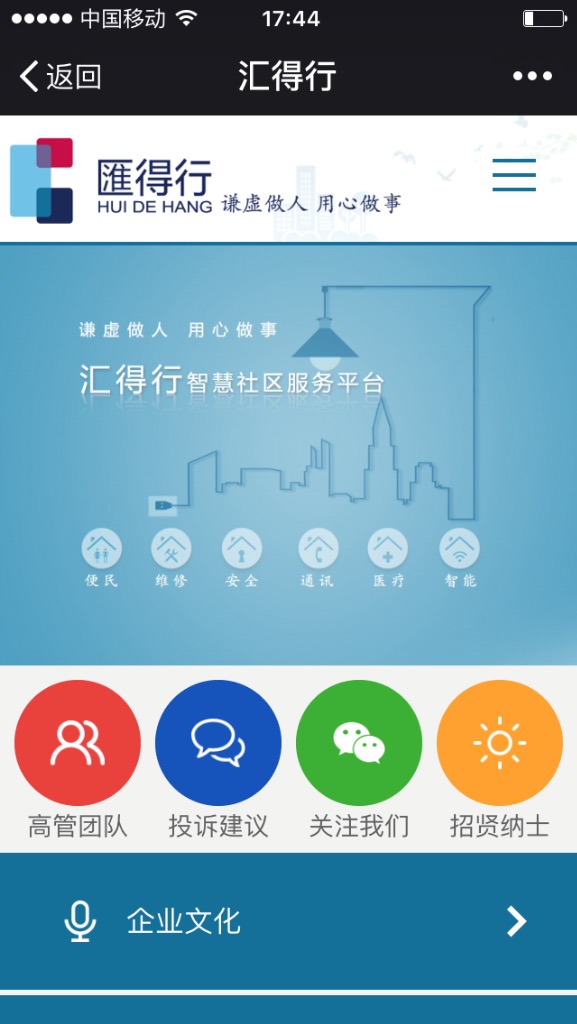 中国移动 17:44
返回 汇得行
匯得行
HUI DE HANG 谦虚做人 用心做事
谦虚做人 用心做事
汇得行智慧社区服务平台
便民 维修 安全 通讯 医疗 智能
高管团队 投诉建议 关注我们 招贤纳士
企业文化